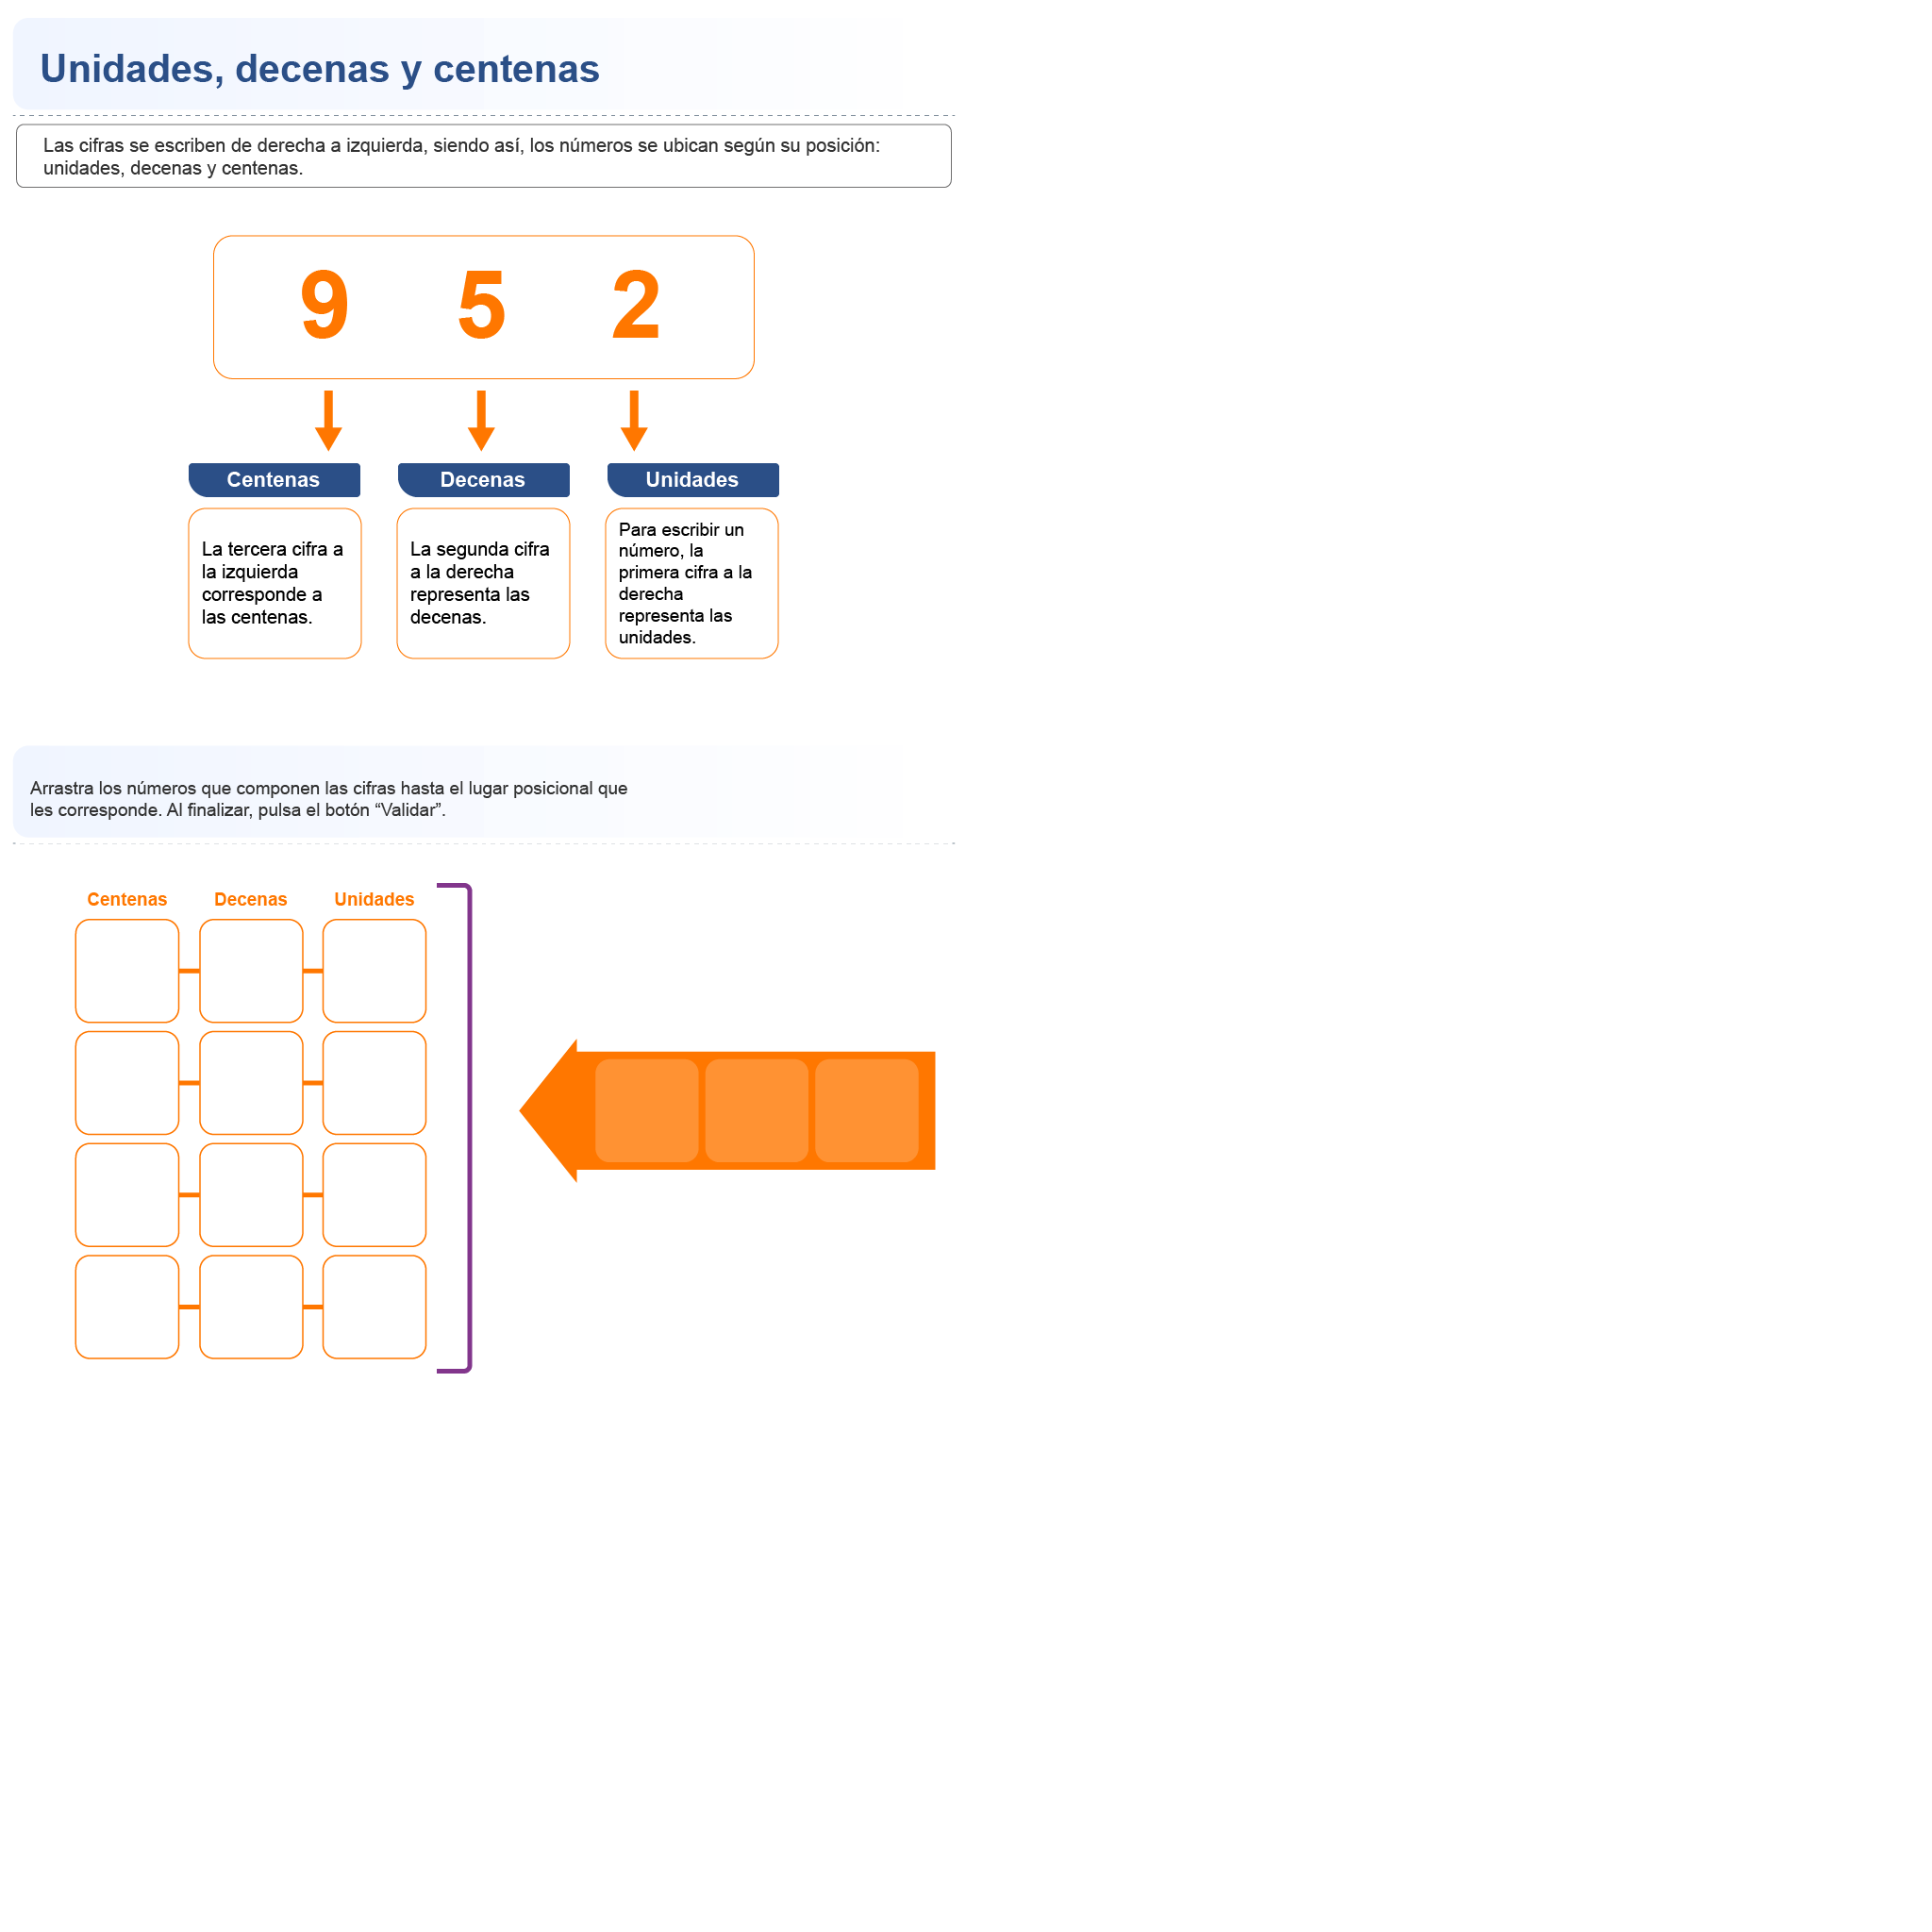 Unidades, decenas y centenas
Las cifras se escriben de derecha a izquierda, siendo así, los números se ubican según su posición:
unidades, decenas y centenas.
9 5 2
Centenas
La tercera cifra a
la izquierda
corresponde a
las centenas.
Decenas
La segunda cifra
a la derecha
representa las
decenas.
Unidades
Para escribir un
número, la
primera cifra a la
derecha
representa las
unidades.
Arrastra los números que componen las cifras hasta el lugar posicional que
les corresponde. Al finalizar, pulsa el botón “Validar”.
Centenas Decenas Unidades